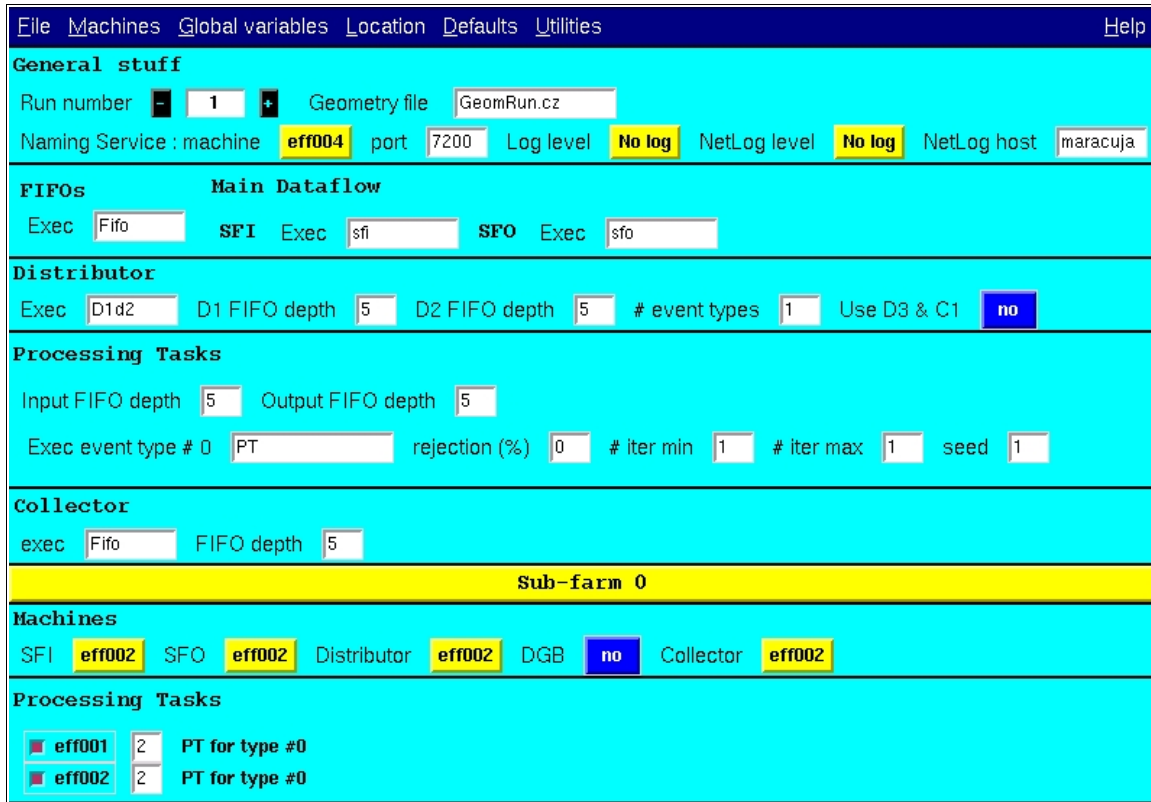 File Machines Global variables Location Defaults Utilities Help
General stuff
Run number - 1 + Geometry file GeomRun.cz
Naming Service : machine eff004 port 7200 Log level No log NetLog level No log NetLog host maracuja
FIFOs Main Dataflow
Exec Fifo SFI Exec sfi SFO Exec sfo
Distributor
Exec D1d2 D1 FIFO depth 5 D2 FIFO depth 5 # event types 1 Use D3 & C1 no
Processing Tasks
Input FIFO depth 5 Output FIFO depth 5
Exec event type # 0 PT rejection (%) 0 # iter min 1 # iter max 1 seed 1
Collector
exec Fifo FIFO depth 5
Sub-farm 0
Machines
SFI eff002 SFO eff002 Distributor eff002 DGB no Collector eff002
Processing Tasks
eff001 2 PT for type #0
eff002 2 PT for type #0